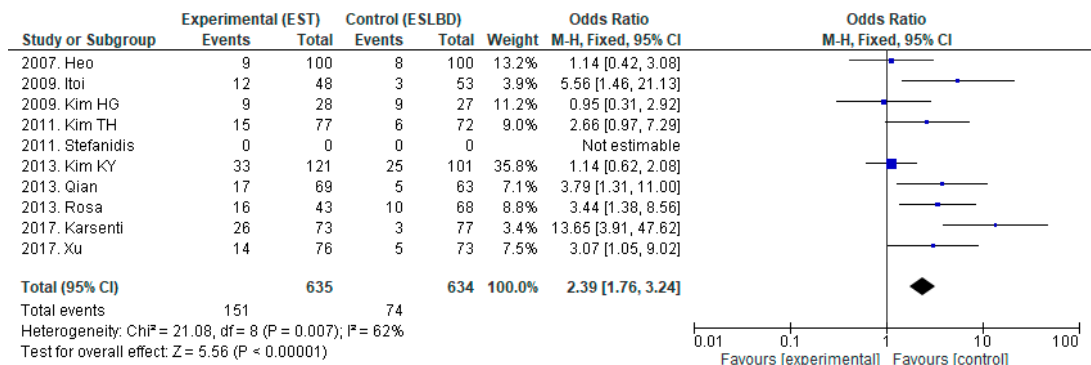 Experimental (EST) Control (ESLBD) Odds Ratio Odds Ratio
Study or Subgroup Events Total Events Total Weight M-H, Fixed, 95% CI M-H, Fixed, 95% CI
2007. Heo 9 100 8 100 13.2% 1.14 [0.42, 3.08]
2009. Itoi 12 48 3 53 3.9% 5.56 [1.46, 21.13]
2009. Kim HG 9 28 9 27 11.2% 0.95 [0.31, 2.92]
2011. Kim TH 15 77 6 72 9.0% 2.66 [0.97, 7.29]
2011. Stefanidis 0 0 0 0 Not estimable
2013. Kim KY 33 121 25 101 35.8% 1.14 [0.62, 2.08]
2013. Qian 17 69 5 63 7.1% 3.79 [1.31, 11.00]
2013. Rosa 16 43 10 68 8.8% 3.44 [1.38, 8.56]
2017. Karsenti 26 73 3 77 3.4% 13.65 [3.91, 47.62]
2017. Xu 14 76 5 73 7.5% 3.07 [1.05, 9.02]
Total (95% CI) 635 634 100.0% 2.39 [1.76, 3.24]
Total events 151 74
Heterogeneity: Chi² = 21.08, df = 8 (P = 0.007); I² = 62%
Test for overall effect: Z = 5.56 (P < 0.00001)
0.01 0.1 1 10 100
Favours [experimental] Favours [control]